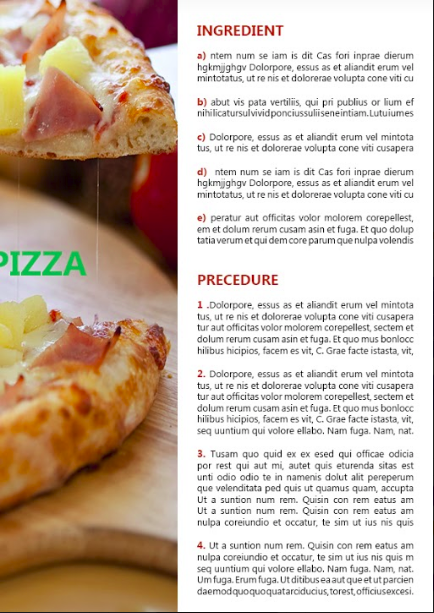 INGREDIENT
a) ntem num se iam is dit Cas fori inprae dierum
hgkmjjghgv Dolorpore, essus as et aliandit erum vel
mintotatus, ut re nis et dolorerae volupta cone viti cu
b) abut vis pata vertiliis, qui pri publius or lium ef
nihilicatursulvividponciussuliiseneintiam.Lutuiumes
c) Dolorpore, essus as et aliandit erum vel mintota
tus, ut re nis et dolorerae volupta cone viti cusapera
d) ntem num se iam is dit Cas fori inprae dierum
hgkmjjghgv Dolorpore, essus as et aliandit erum vel
mintotatus, ut re nis et dolorerae volupta cone viti cu
e) peratur aut officitas volor molorem corepellest,
em et dolum rerum cusam asin et fuga. Et quo dolup
tatia verum et qui dem core parum que nulpa volendis
PIZZA
PRECEDURE
1 .Dolorpore, essus as et aliandit erum vel mintota
tus, ut re nis et dolorerae volupta cone viti cusapera
tur aut officitas volor molorem corepellest, sectem et
dolum rerum cusam asin et fuga. Et quo mus bonlocc
hilibus hicipios, facem es vit, C. Grae facte istasta, vit,
2. Dolorpore, essus as et aliandit erum vel mintota
tus, ut re nis et dolorerae volupta cone viti cusapera
tur aut officitas volor molorem corepellest, sectem et
dolum rerum cusam asin et fuga. Et quo mus bonlocc
hilibus hicipios, facem es vit, C. Grae facte istasta, vit,
seq uuntium qui volore ellabo. Nam fuga. Nam, nat.
3. Tusam quo quid ex ex esed qui officae odicia
por rest qui aut mi, autet quis eturenda sitas est
unti odio odio te in namenis dolut alit pereperum
que velenditata ped quis ut quamus quam, accupta
Ut a suntion num rem. Quisin con rem eatus am
Ut a suntion num rem. Quisin con rem eatus am
nulpa coreiundio et occatur, te sim ut ius nis quis
4. Ut a suntion num rem. Quisin con rem eatus am
nulpa coreiundio et occatur, te sim ut ius nis quis m
seq uuntium qui volore ellabo. Nam fuga. Nam, nat.
Um fuga. Erum fuga. Ut ditibus ea aut que et ut parcien
daemodquoquoatarciducius,torest,officiusexcesi.